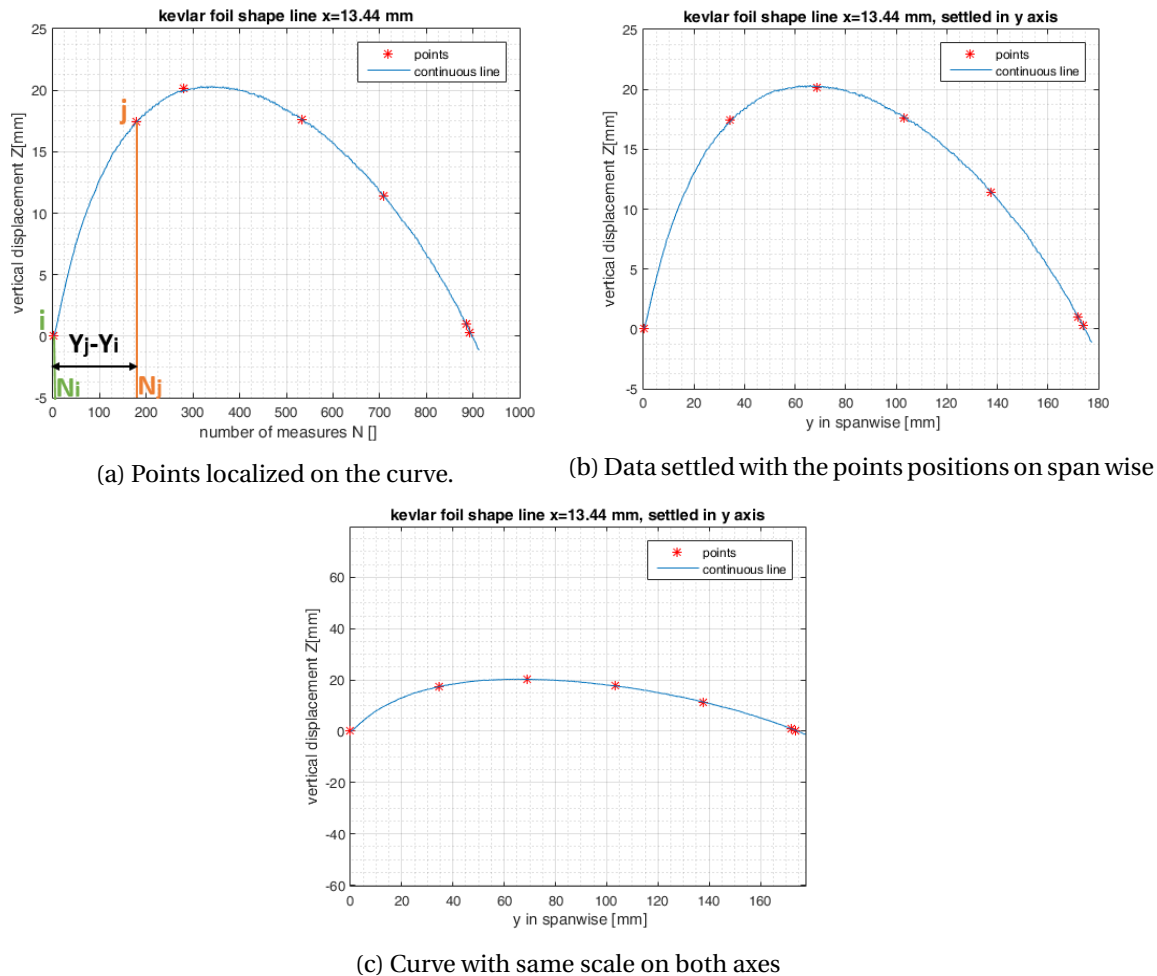 kevlar foil shape line x=13.44 mm
25
20
15
10
5
0
-5
vertical displacement Z[mm]
points
continuous line
j
i
Yj-Yi
Ni
Nj
0 100 200 300 400 500 600 700 800 900 1000
number of measures N []
(a) Points localized on the curve.
kevlar foil shape line x=13.44 mm, settled in y axis
25
20
15
10
5
0
-5
vertical displacement Z[mm]
points
continuous line
0 20 40 60 80 100 120 140 160 180
y in spanwise [mm]
(b) Data settled with the points positions on span wise
kevlar foil shape line x=13.44 mm, settled in y axis
60
40
20
0
-20
-40
-60
vertical displacement Z[mm]
points
continuous line
0 20 40 60 80 100 120 140 160
y in spanwise [mm]
(c) Curve with same scale on both axes